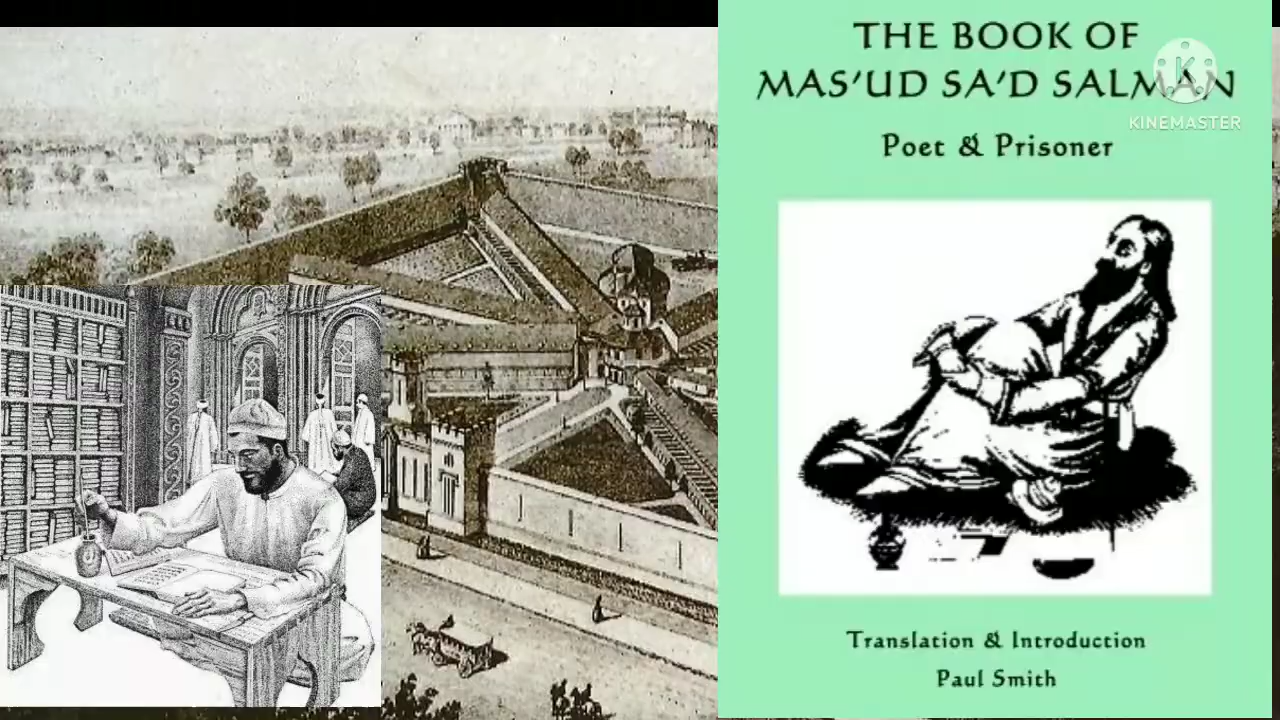 THE BOOK OF
MAS'UD SA'D SALMAN
K
KINEMASTER
Poet & Prisoner
Translation & Introduction
Paul Smith